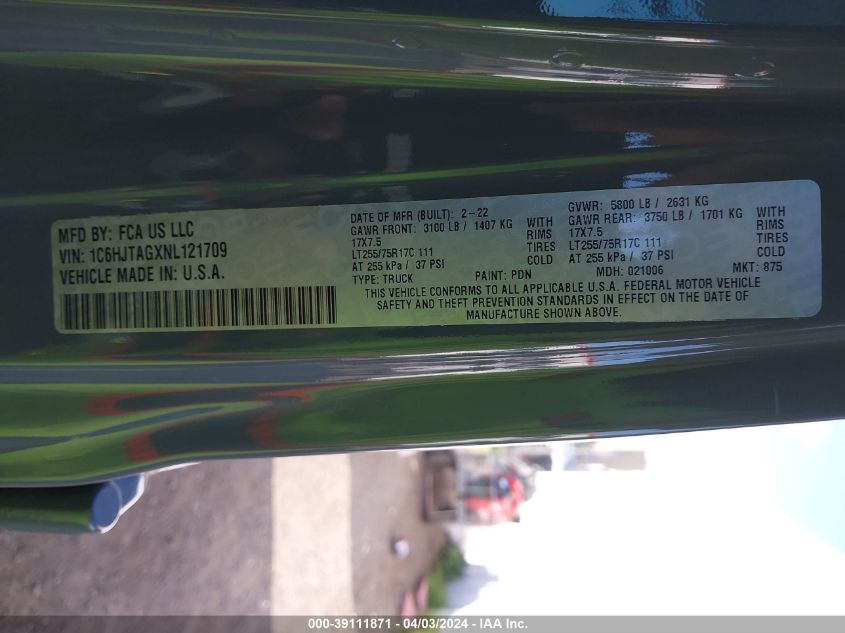 MFD BY: FCA US LLC
VIN: 1C6HJTAGXNL121709
VEHICLE MADE IN: U.S.A.
DATE OF MFR (BUILT): 2-22
GAWR FRONT: 3100 LB / 1407 KG WITH
17X7.5 RIMS
LT255/75R17C 111 TIRES
AT 255 kPa / 37 PSI COLD
GVWR: 5800 LB / 2631 KG
GAWR REAR: 3750 LB / 1701 KG WITH
17X7.5 RIMS
LT255/75R17C 111 TIRES
AT 255 kPa / 37 PSI COLD
TYPE: TRUCK PAINT: PDN MDH: 021006 MKT: 875
THIS VEHICLE CONFORMS TO ALL APPLICABLE U.S.A. FEDERAL MOTOR VEHICLE
SAFETY AND THEFT PREVENTION STANDARDS IN EFFECT ON THE DATE OF
MANUFACTURE SHOWN ABOVE.
000-39111871 - 04/03/2024 - IAA Inc.